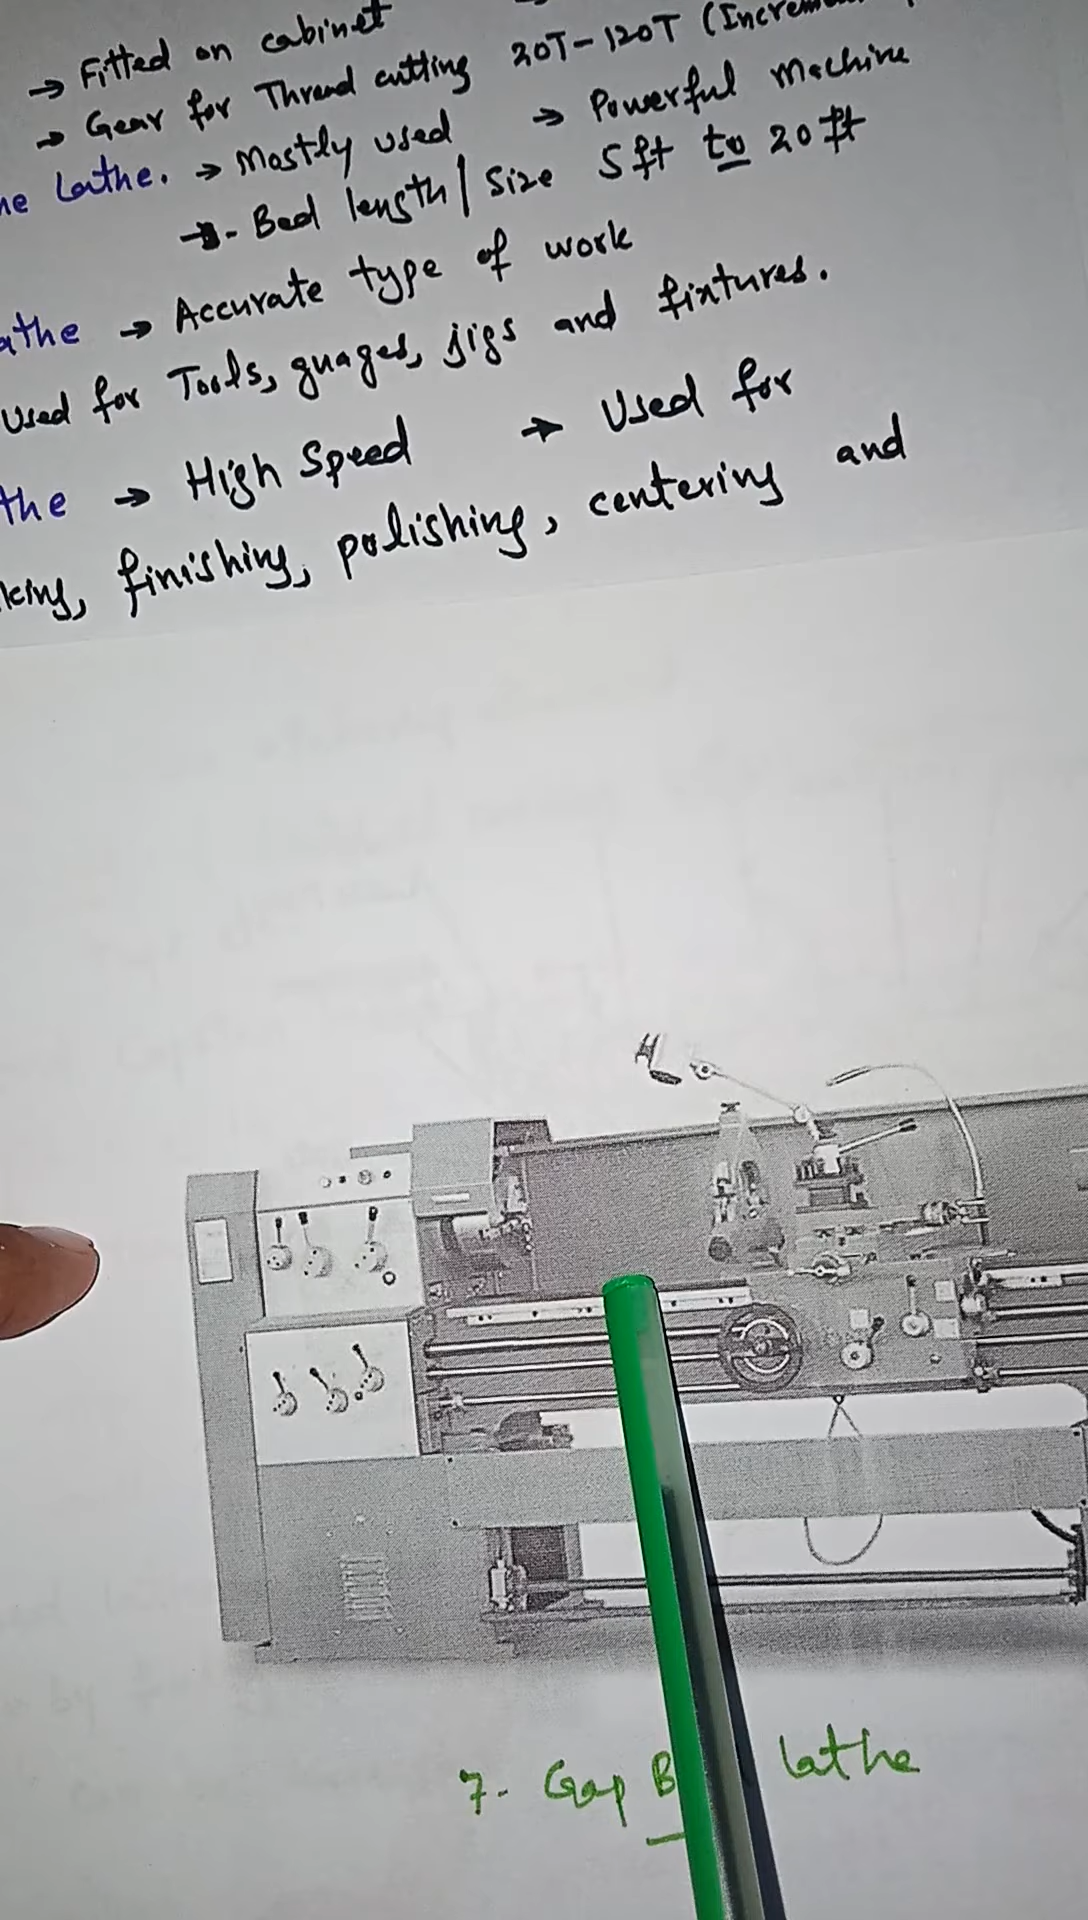 → Fitted on cabinet
→ Gear for Thread cutting 20T-120T (Increm
ne Lathe. → Mostly used → Powerful Machine
→ - Bed length / Size 5ft to 20ft
athe → Accurate type of work
Used for Tools, guages, jigs and fixtures.
the → High Speed → Used for
king, finishing, polishing, centering and
7- Gap B lathe